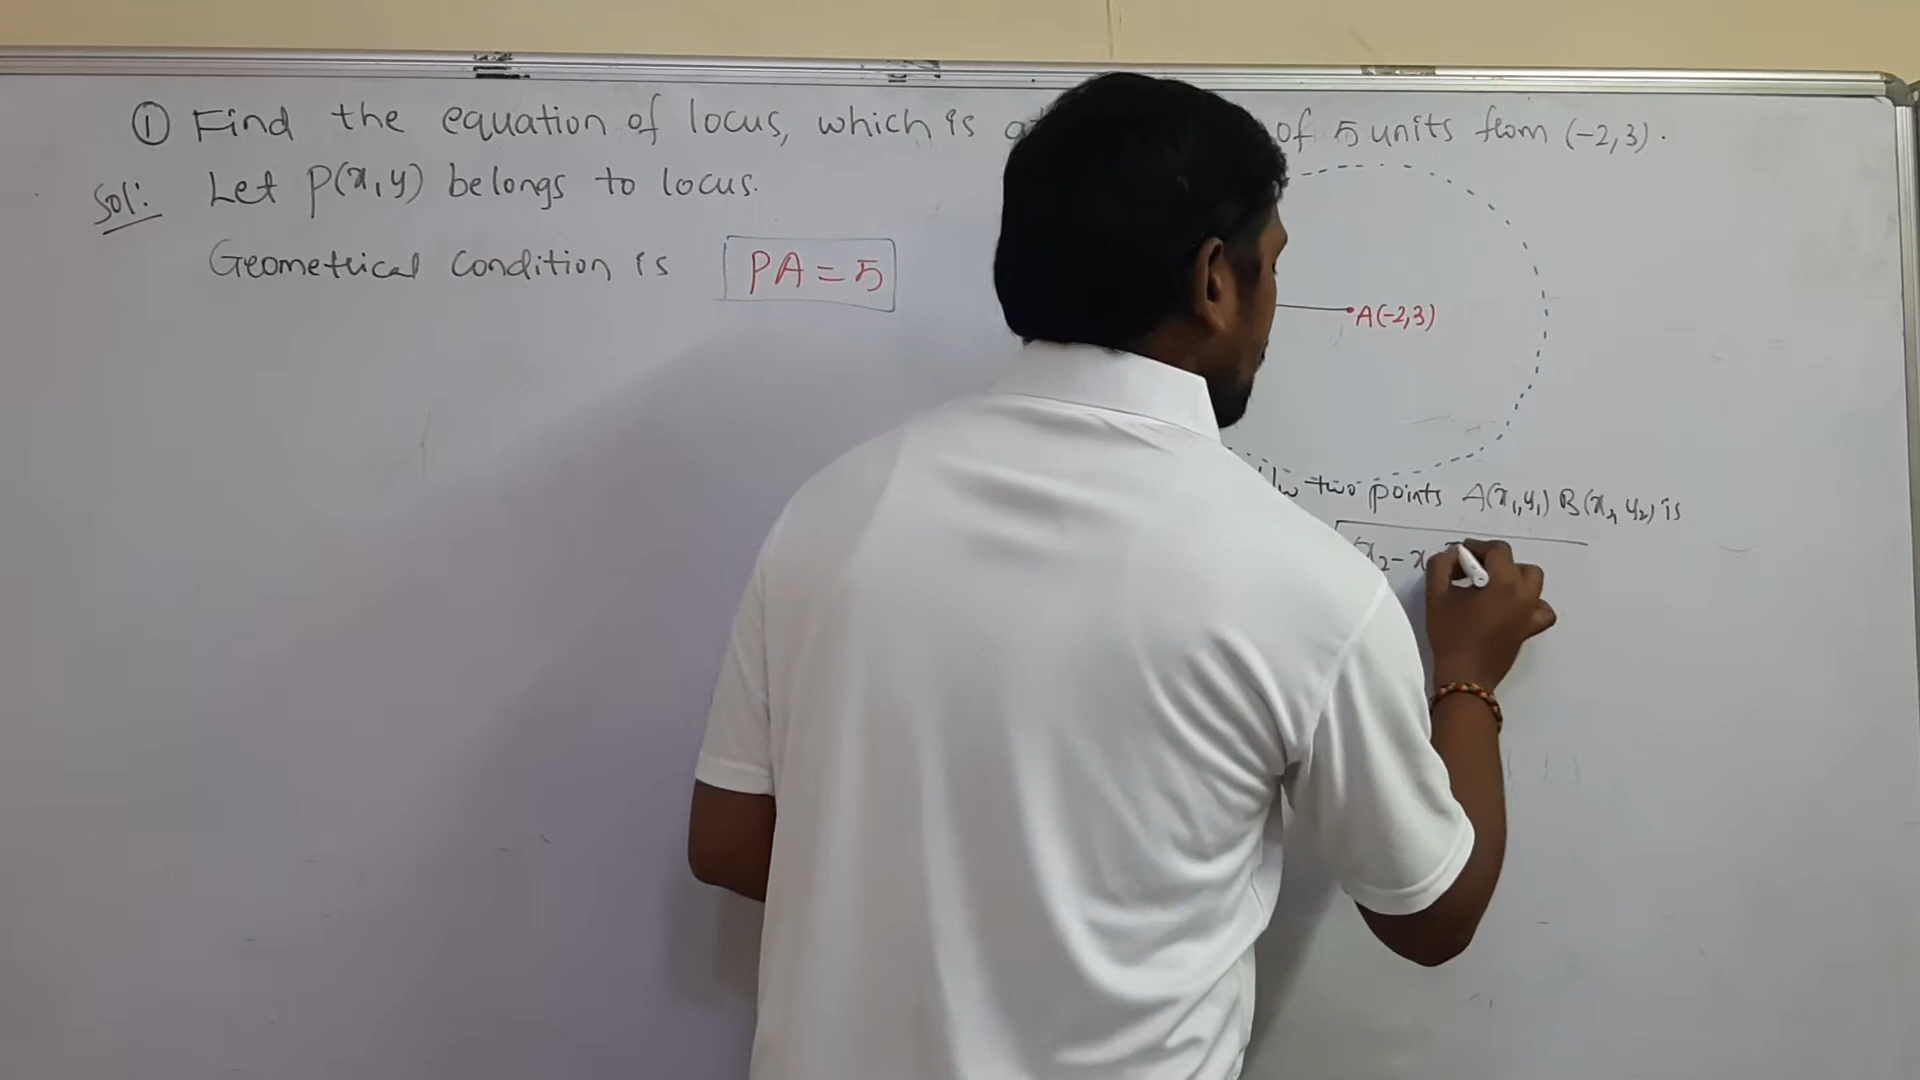 ① Find the equation of locus, which is of 5 units from (-2,3).
Sol: Let P(x,y) belongs to locus.
Geometrical condition is PA = 5
A(-2,3)
two points A(x₁,y₁) B(x₂,y₂) is
x₂-x